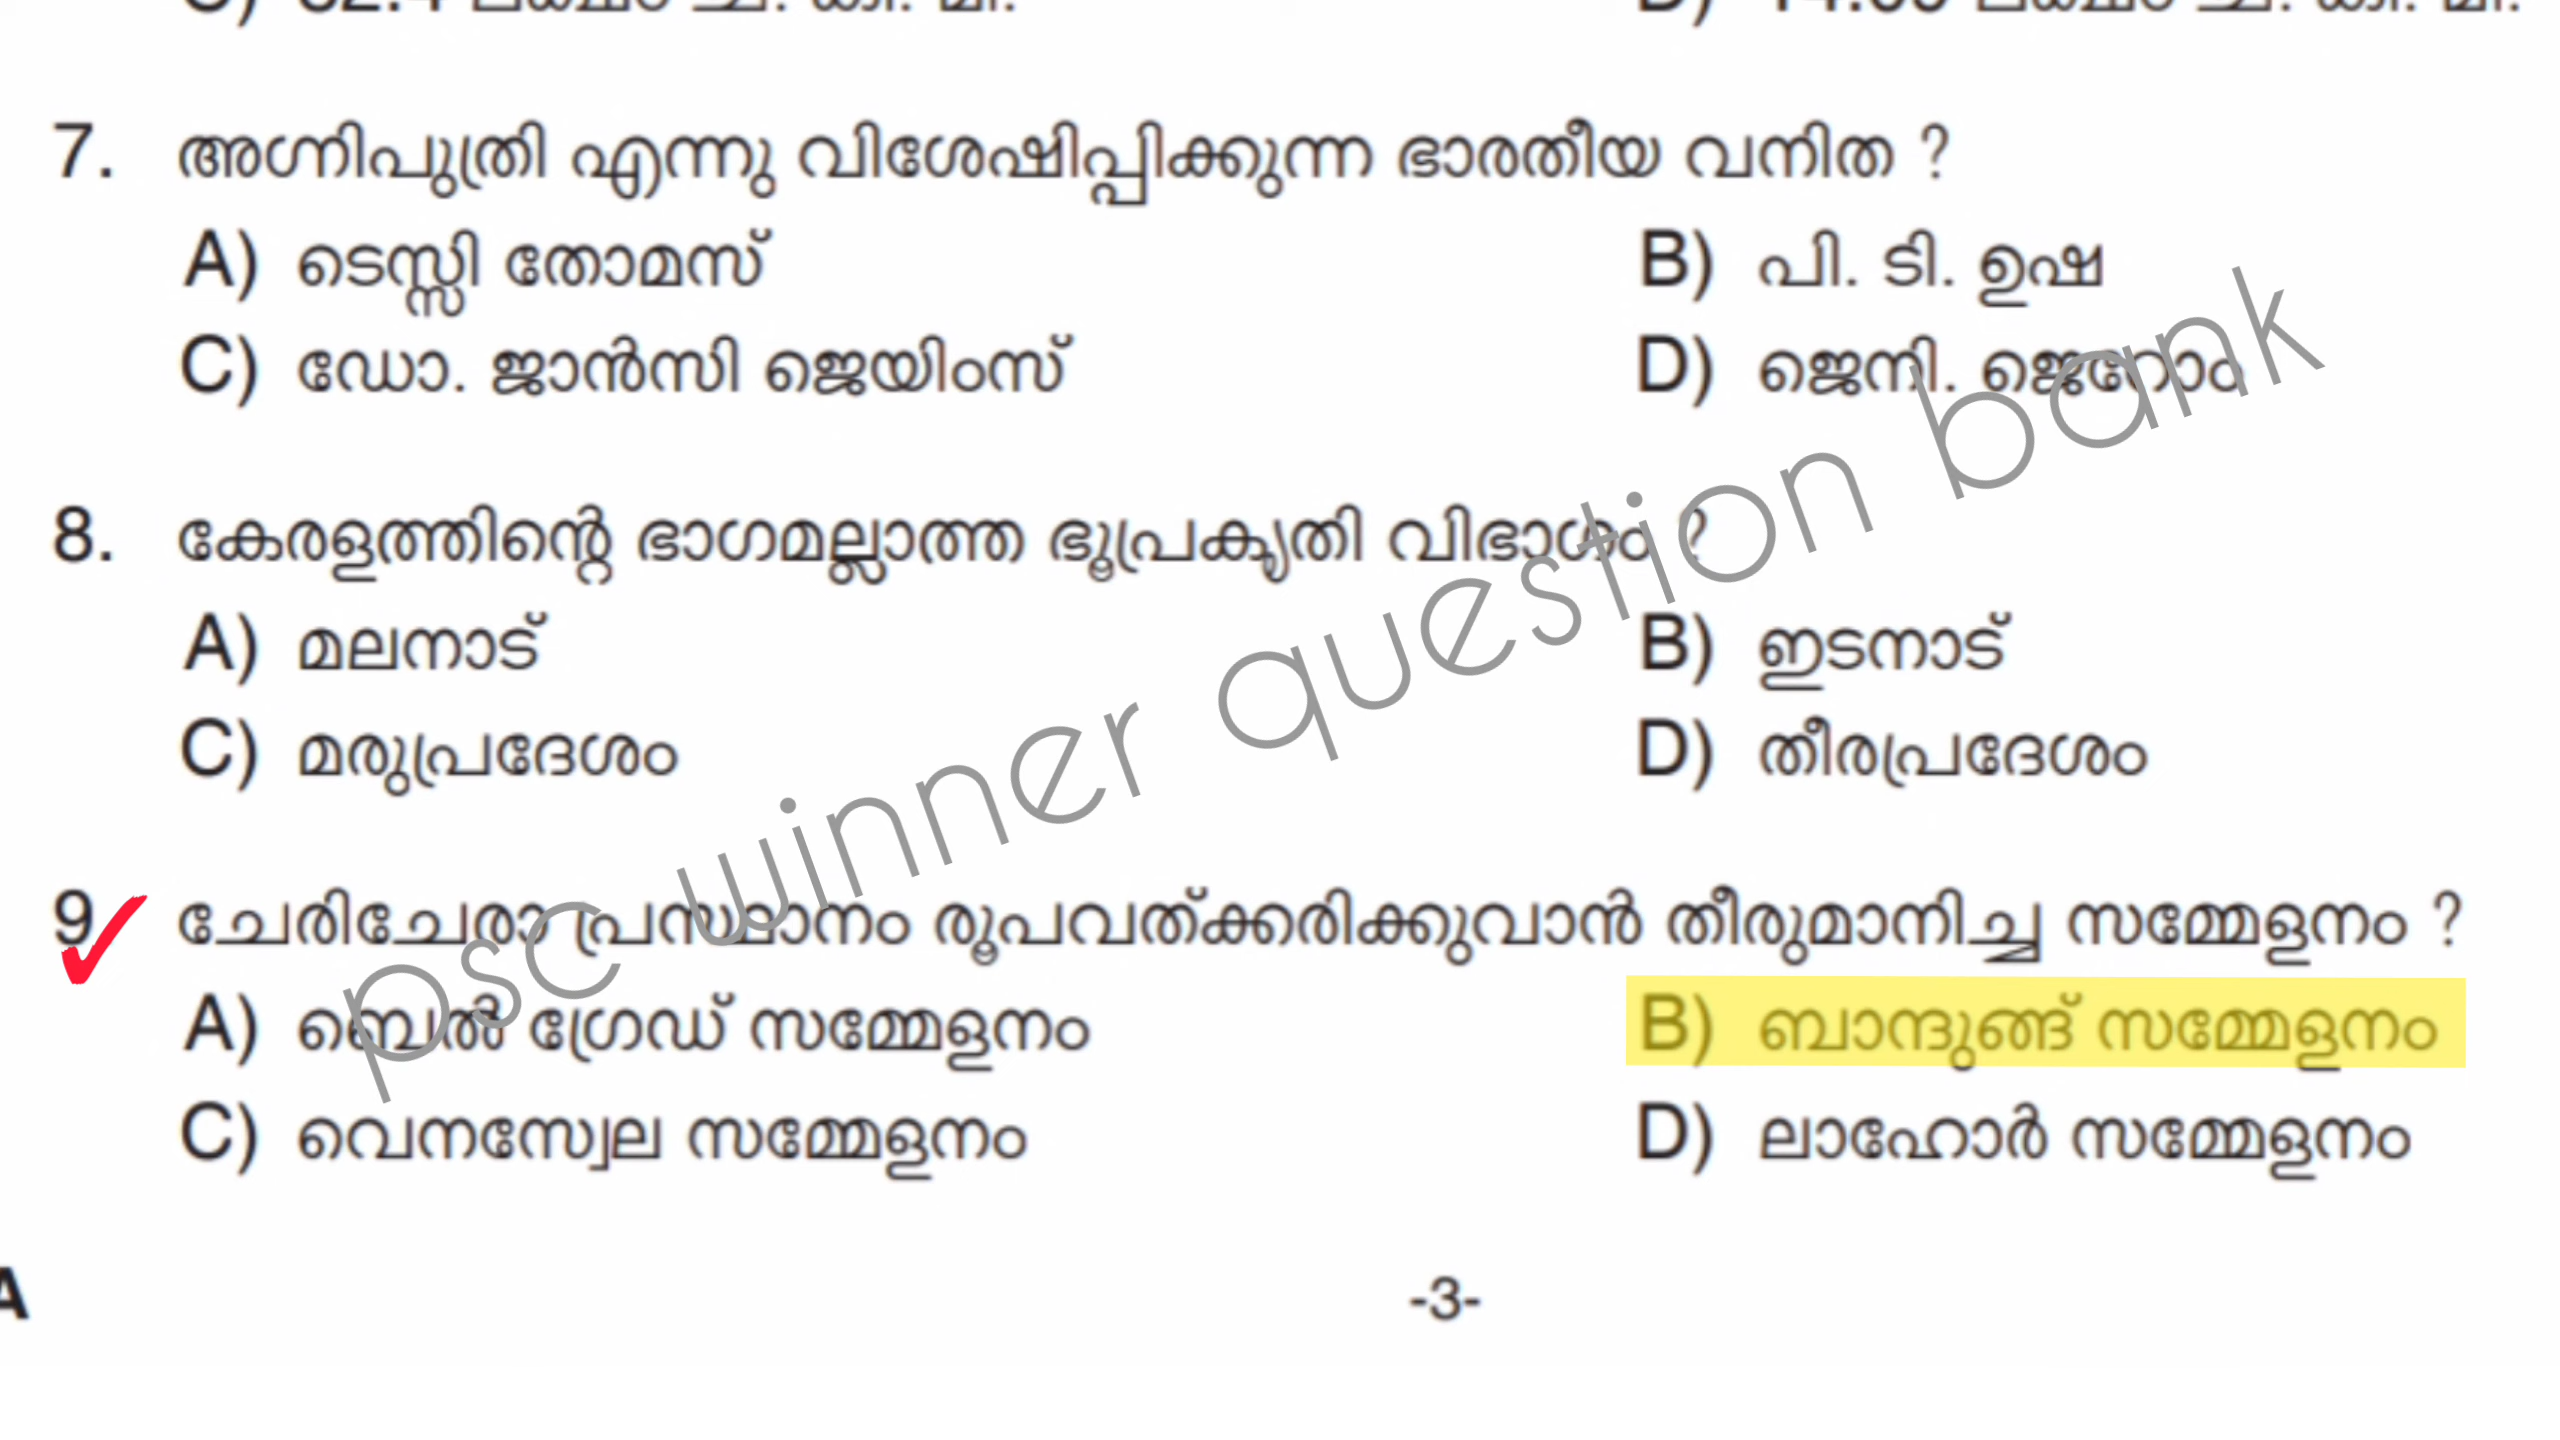 7. അഗ്നിപുത്രി എന്നു വിശേഷിപ്പിക്കുന്ന ഭാരതീയ വനിത ?
A) ടെസ്സി തോമസ് B) പി. ടി. ഉഷ
C) ഡോ. ജാൻസി ജെയിംസ് D) ജെനി. ജെറോം
8. കേരളത്തിന്റെ ഭാഗമല്ലാത്ത ഭൂപ്രകൃതി വിഭാഗം ?
A) മലനാട് B) ഇടനാട്
C) മരുപ്രദേശം D) തീരപ്രദേശം
9 ചേരിചേരാ പ്രസ്ഥാനം രൂപവത്ക്കരിക്കുവാൻ തീരുമാനിച്ച സമ്മേളനം ?
A) ബെൽ ഗ്രേഡ് സമ്മേളനം B) ബാന്ദുങ്ങ് സമ്മേളനം
C) വെനസ്വേല സമ്മേളനം D) ലാഹോർ സമ്മേളനം
A -3-
psc winner question bank